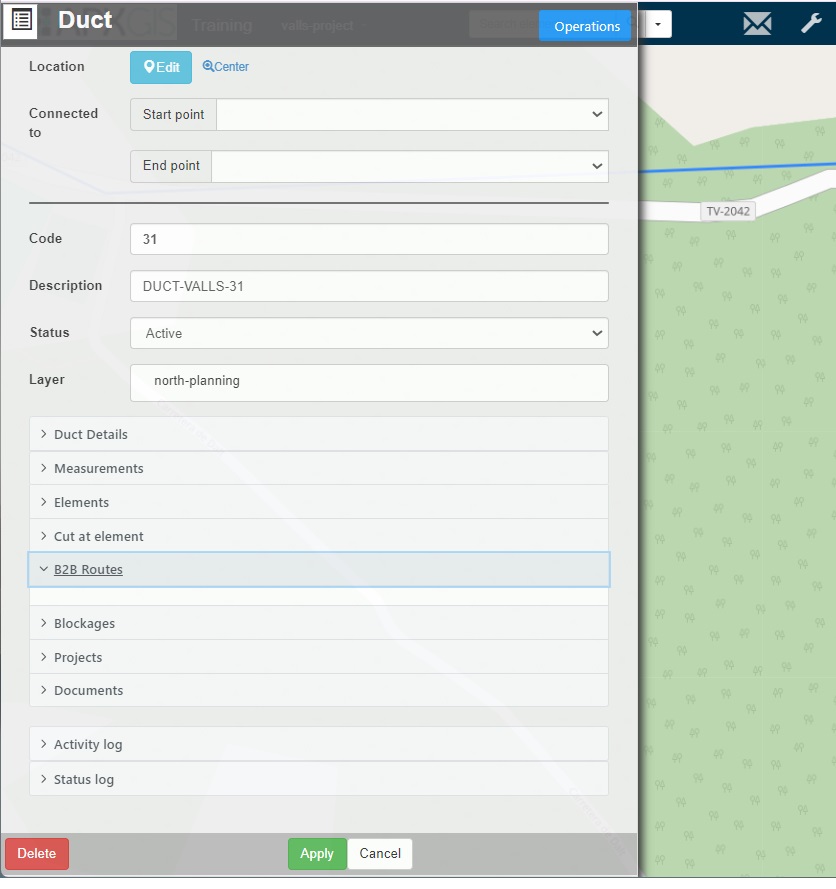 Duct
ARKGIS Training valls-project
Operations
Location
Edit
Center
Connected
to
Start point
End point
TV-2042
Code
31
Description
DUCT-VALLS-31
Status
Active
Layer
north-planning
Duct Details
Measurements
Elements
Cut at element
B2B Routes
Blockages
Projects
Documents
Activity log
Status log
Delete
Apply
Cancel